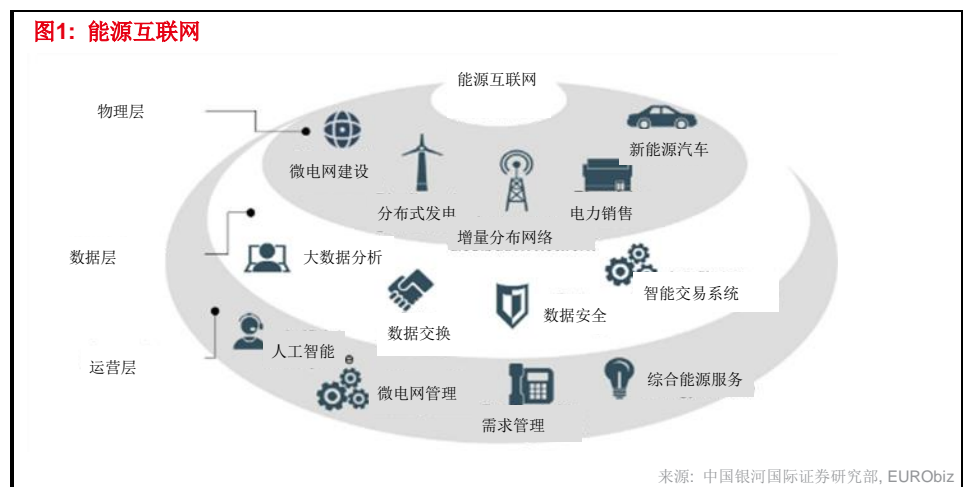 图1: 能源互联网
能源互联网
物理层
微电网建设
新能源汽车
分布式发电
电力销售
增量分布网络
数据层
大数据分析
智能交易系统
数据安全
数据交换
运营层
人工智能
微电网管理
综合能源服务
需求管理
来源: 中国银河国际证券研究部, EURObiz